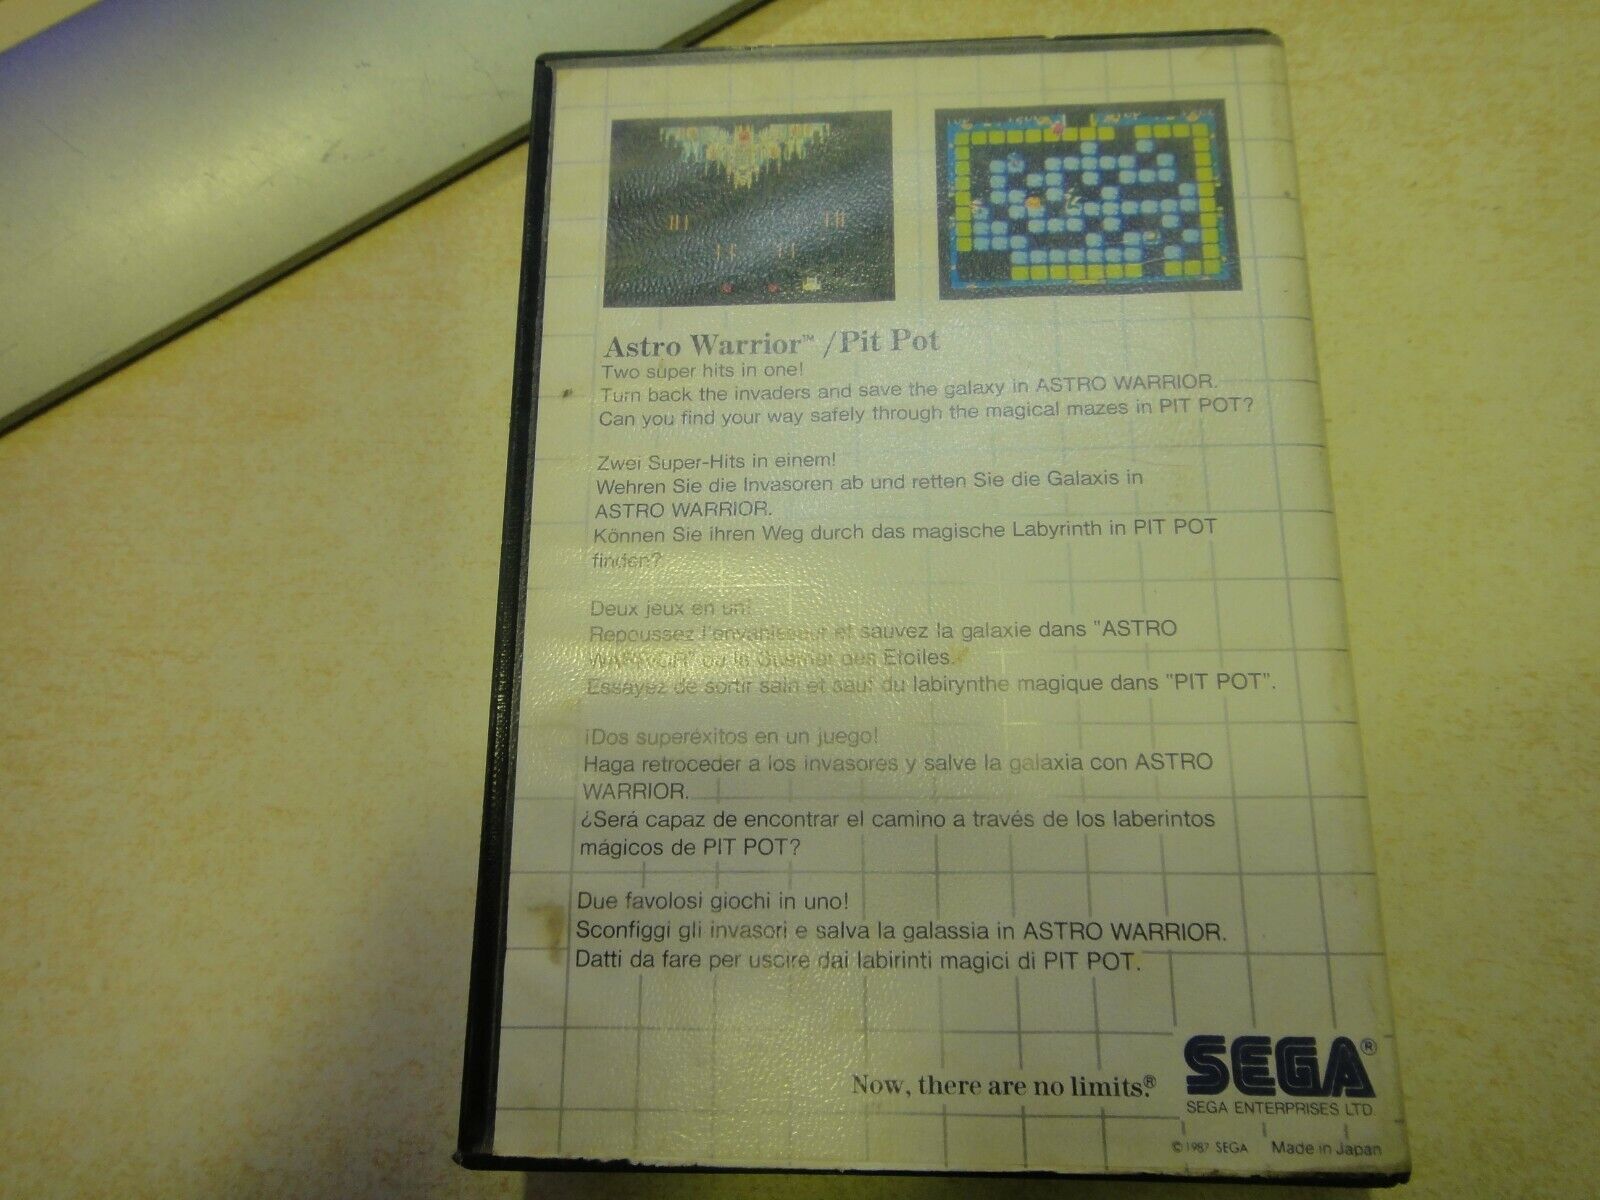 Astro Warrior™ /Pit Pot
Two super hits in one!
Turn back the invaders and save the galaxy in ASTRO WARRIOR.
Can you find your way safely through the magical mazes in PIT POT?
Zwei Super-Hits in einem!
Wehren Sie die Invasoren ab und retten Sie die Galaxis in
ASTRO WARRIOR.
Können Sie ihren Weg durch das magische Labyrinth in PIT POT
finden?
Deux jeux en un!
Repoussez l'envahisseur et sauvez la galaxie dans "ASTRO
WARRIOR" ou le Guerrier des Etoiles.
Essayez de sortir sain et sauf du labirynthe magique dans "PIT POT".
¡Dos superéxitos en un juego!
Haga retroceder a los invasores y salve la galaxia con ASTRO
WARRIOR.
¿Será capaz de encontrar el camino a través de los laberintos
mágicos de PIT POT?
Due favolosi giochi in uno!
Sconfiggi gli invasori e salva la galassia in ASTRO WARRIOR.
Datti da fare per uscire dai labirinti magici di PIT POT.
Now, there are no limits.®
SEGA®
SEGA ENTERPRISES LTD.
© 1987 SEGA Made in Japan